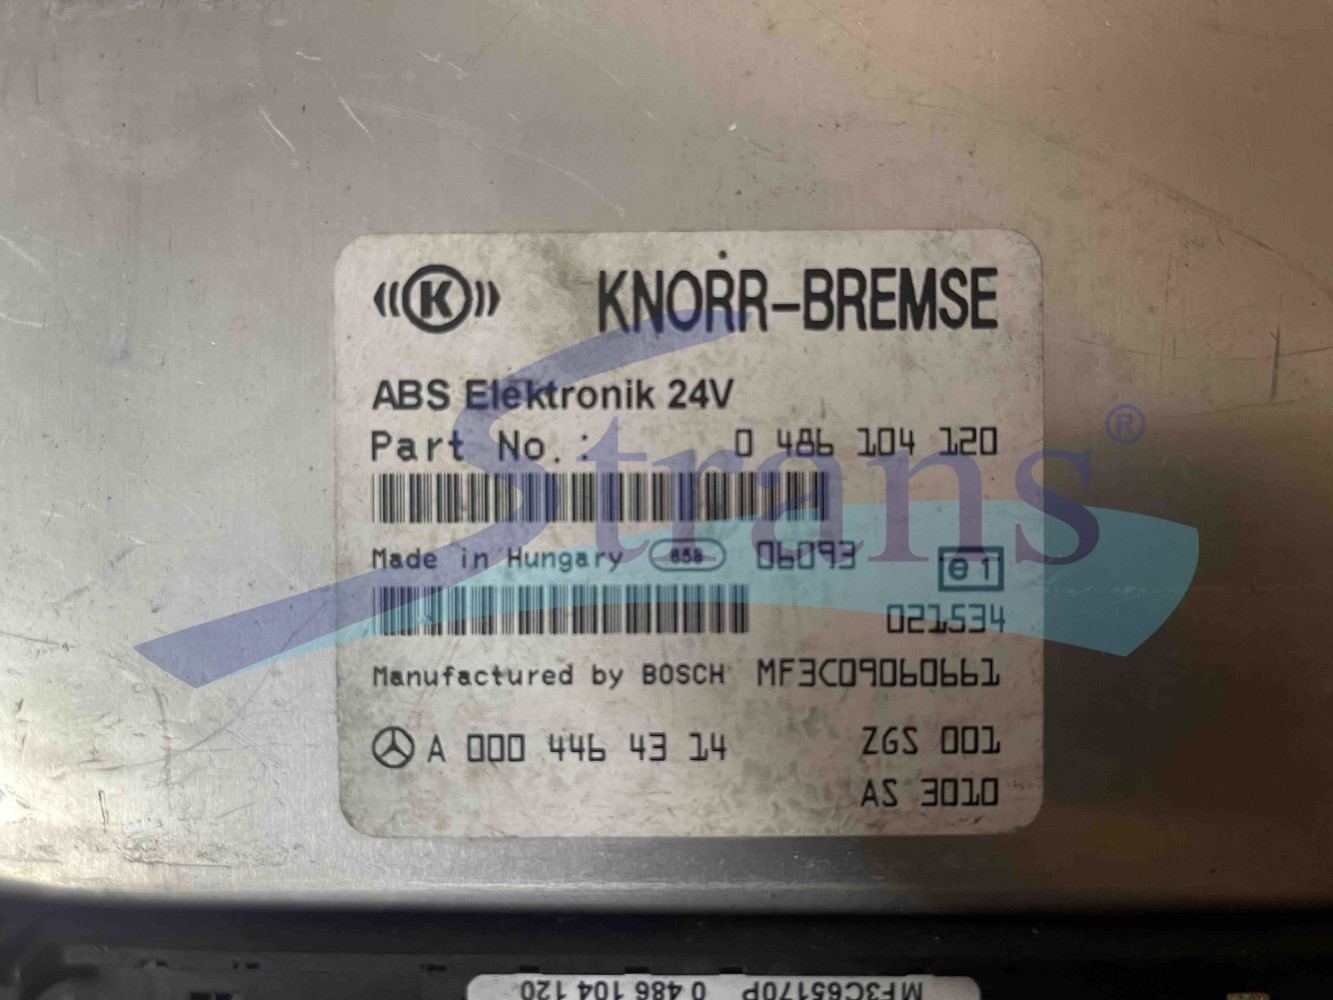 K KNORR-BREMSE
ABS Elektronik 24V
Part No.: 0 486 104 120
Made in Hungary 658 06093 e1
021534
Manufactured by BOSCH MF3C09060661
A 000 446 43 14 ZGS 001
AS 3010
Strans®
MF3C65170P 0 486 104 120